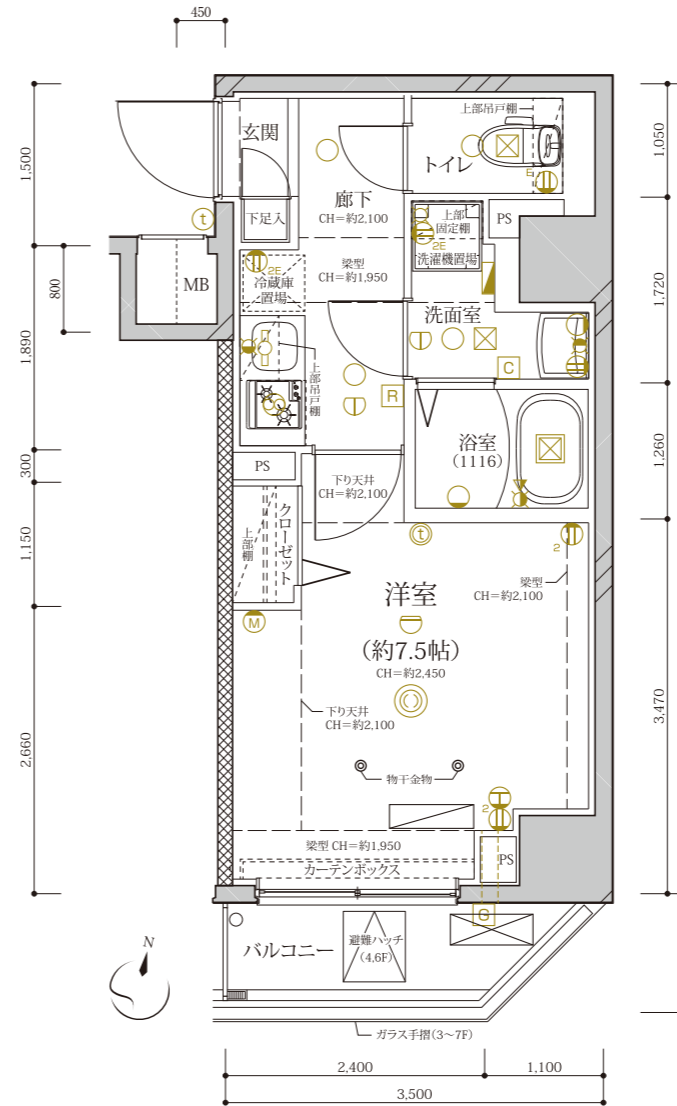 450
1,500
800
1,890
300
1,150
2,660
1,050
1,720
1,260
3,470
玄関
上部吊戸棚
トイレ
E
廊下
CH=約2,100
t
下足入
上部
固定棚
PS
2E
洗濯機置場
MB
2E
冷蔵庫
置場
梁型
CH=約1,950
洗面室
上部吊戸棚
R
C
浴室
(1116)
PS
下り天井
CH=約2,100
クローゼット
上部棚
t
2
梁型
CH=約2,100
M
洋室
(約7.5帖)
CH=約2,450
下り天井
CH=約2,100
物干金物
2
梁型 CH=約1,950
カーテンボックス
PS
G
バルコニー
避難ハッチ
(4,6F)
N
ガラス手摺(3〜7F)
2,400
1,100
3,500